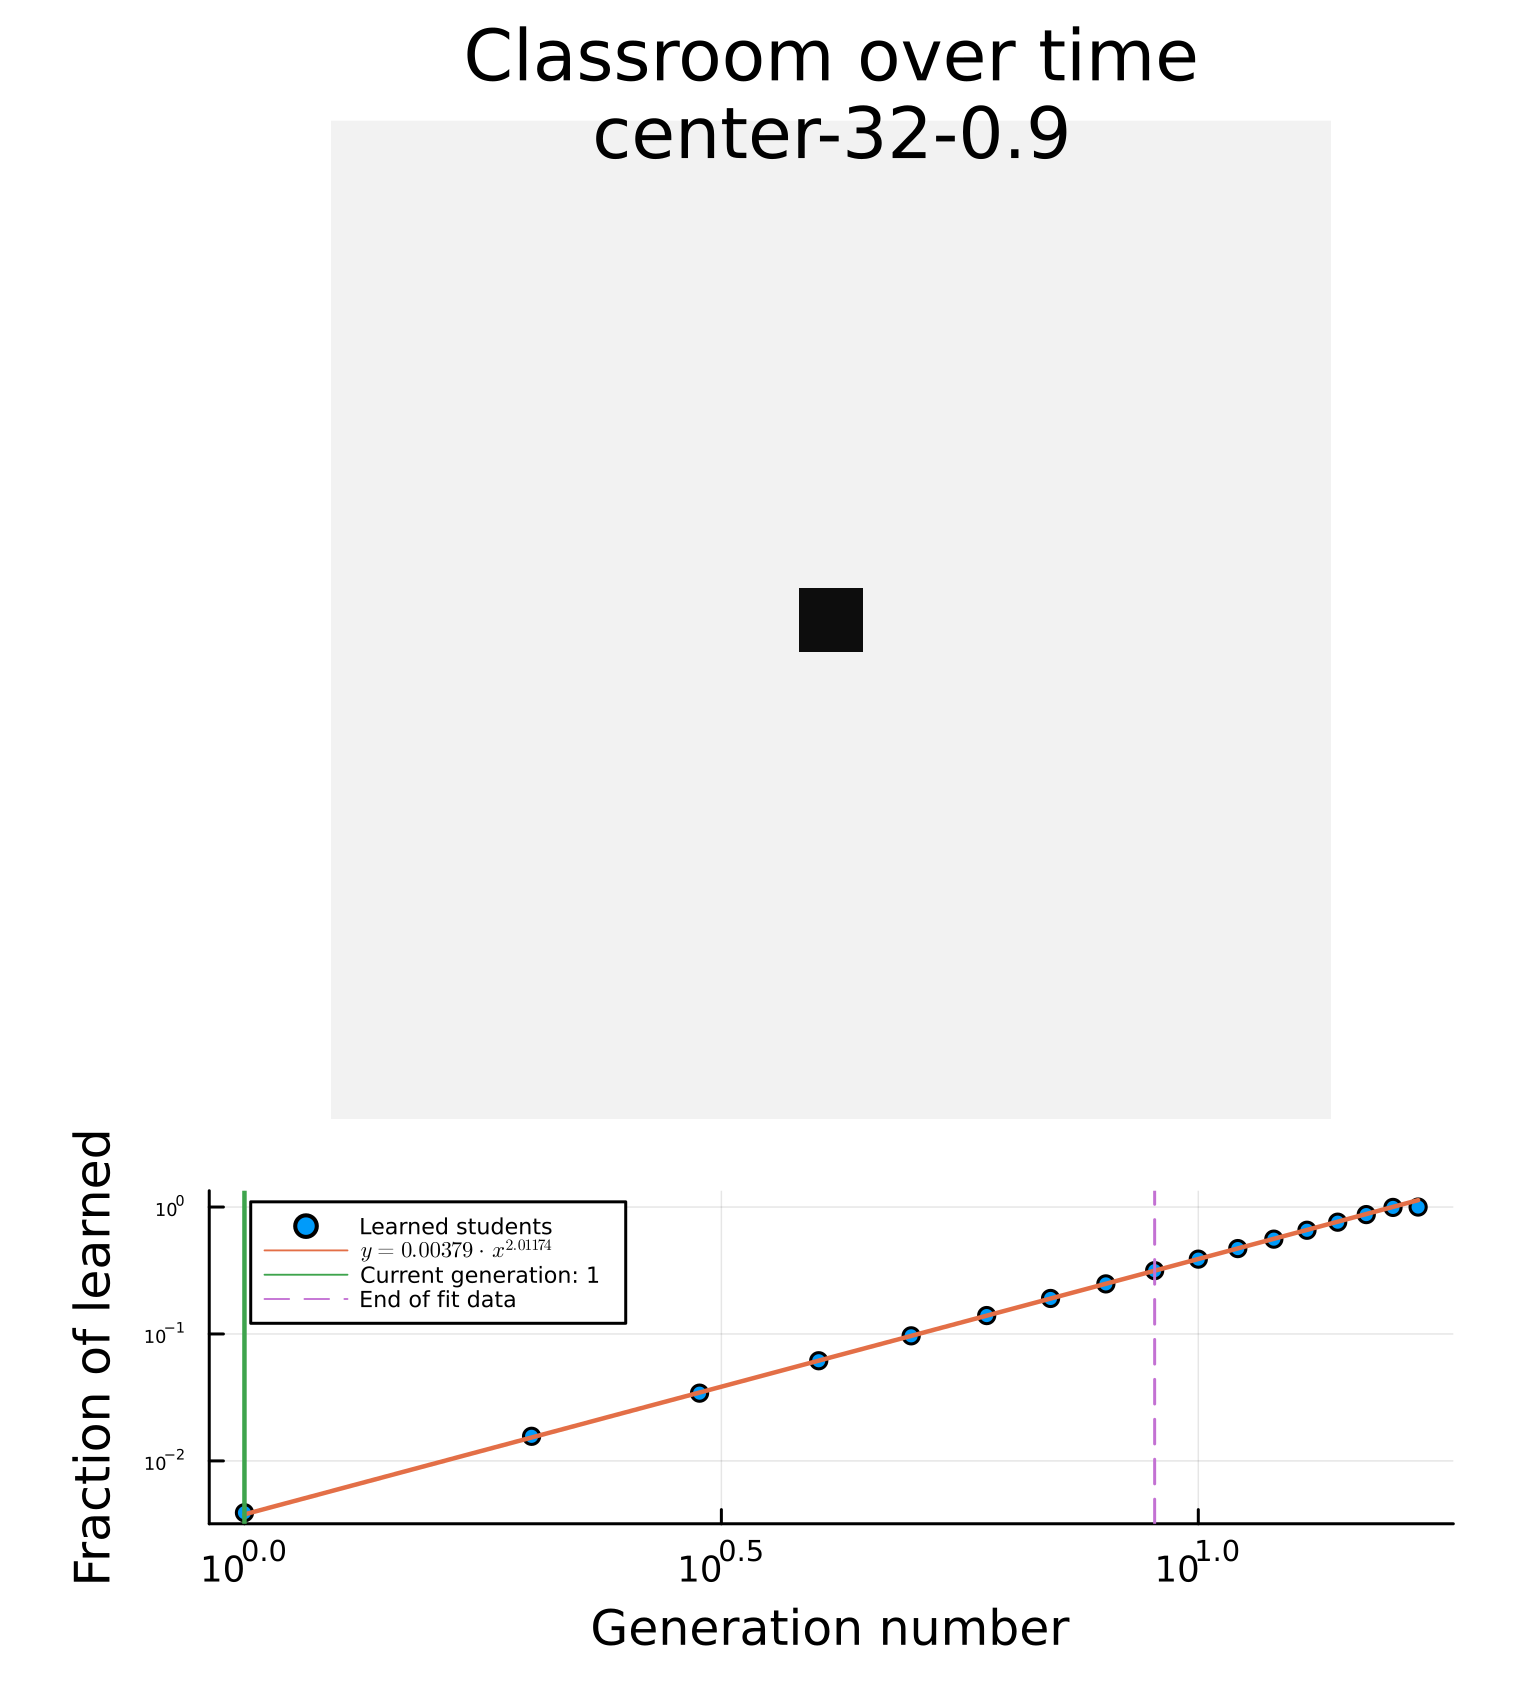 Classroom over time
center-32-0.9
Fraction of learned
10^0
10^−1
10^−2
Learned students
y = 0.00379 · x^2.01174
Current generation: 1
End of fit data
10^0.0
10^0.5
10^1.0
Generation number